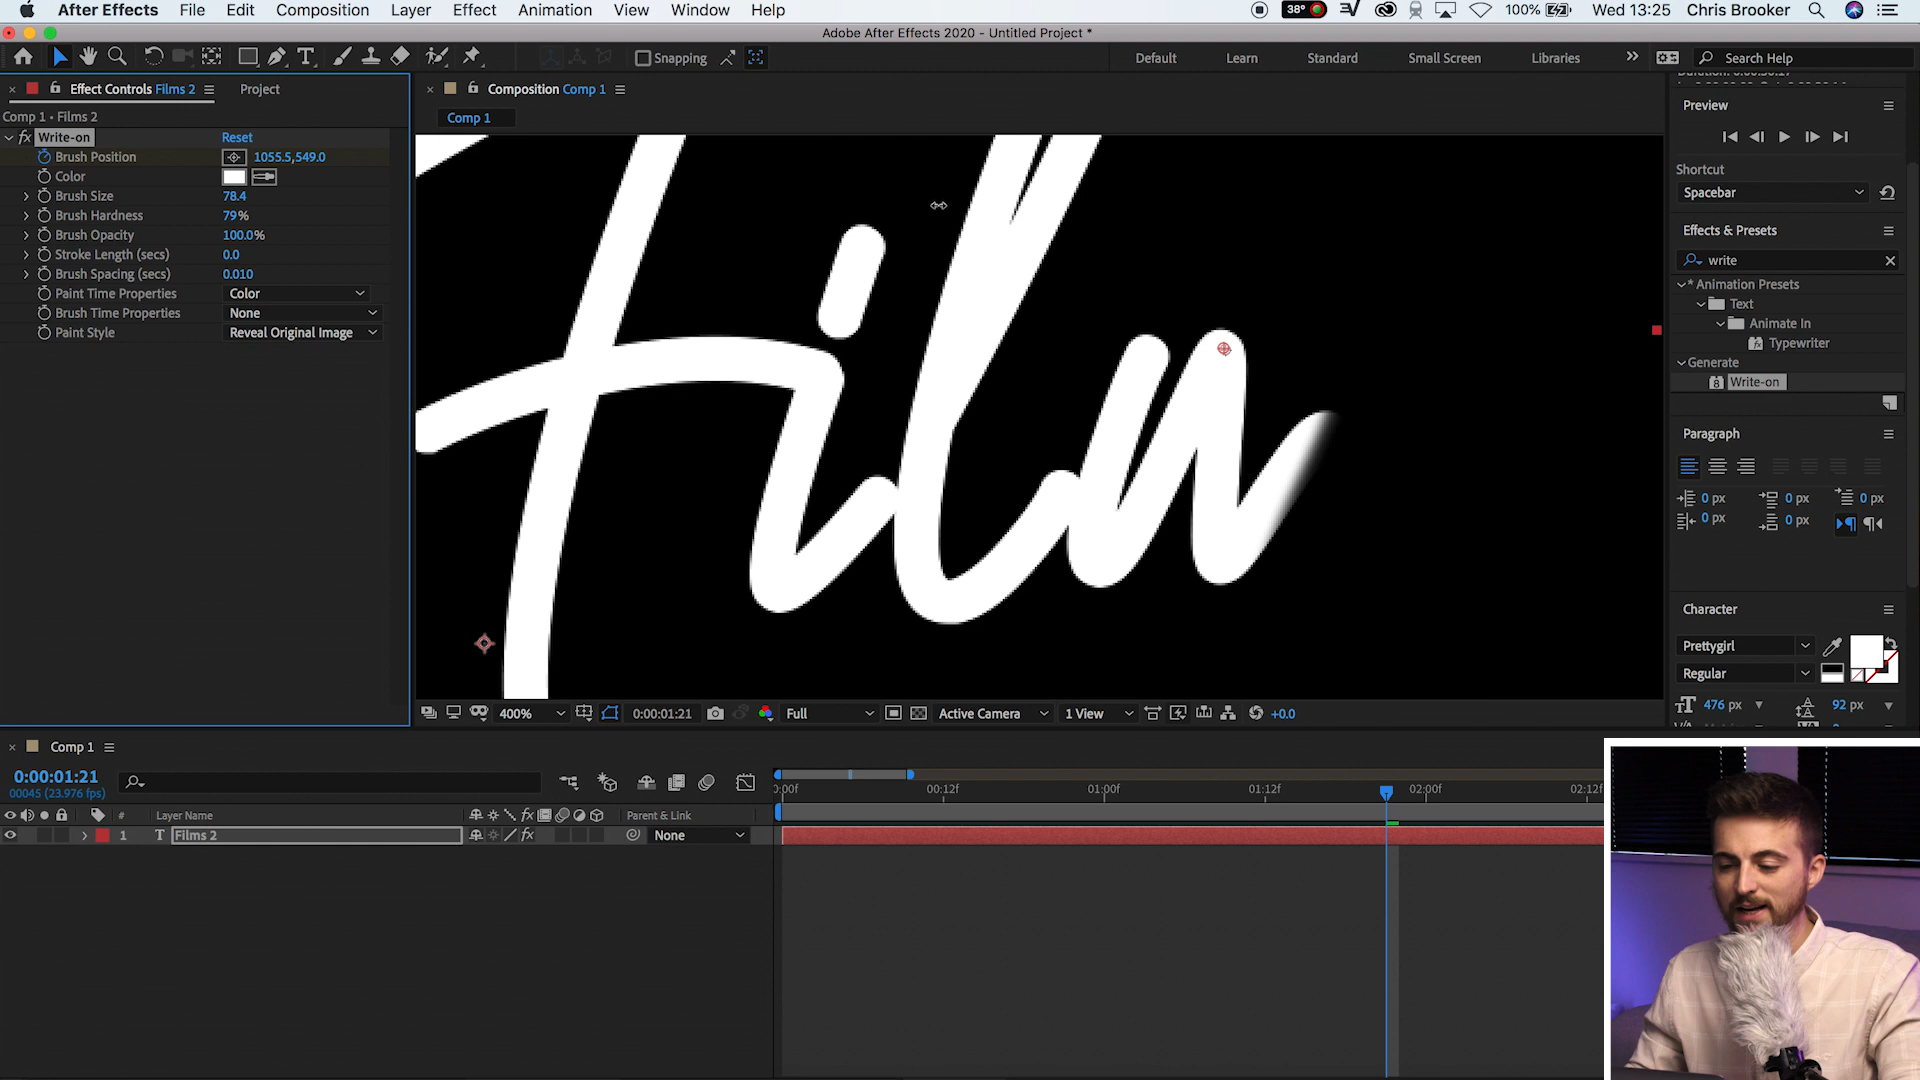 After Effects File Edit Composition Layer Effect Animation View Window Help 38° 100% Wed 13:25 Chris Brooker
Adobe After Effects 2020 - Untitled Project *
Snapping Default Learn Standard Small Screen Libraries Search Help
Effect Controls Films 2 Project
Comp 1 • Films 2
fx Write-on Reset
Brush Position 1055.5,549.0
Color
Brush Size 78.4
Brush Hardness 79%
Brush Opacity 100.0%
Stroke Length (secs) 0.0
Brush Spacing (secs) 0.010
Paint Time Properties Color
Brush Time Properties None
Paint Style Reveal Original Image
Composition Comp 1
Comp 1
400% 0:00:01:21 Full Active Camera 1 View +0.0
Preview
Shortcut
Spacebar
Effects & Presets
write
* Animation Presets
Text
Animate In
Typewriter
Generate
Write-on
Paragraph
0 px 0 px 0 px
0 px 0 px
Character
Prettygirl
Regular
476 px 92 px
Comp 1
0:00:01:21
00045 (23.976 fps)
0:00f 00:12f 01:00f 01:12f 02:00f 02:12f
# Layer Name Parent & Link
1 T Films 2 fx None